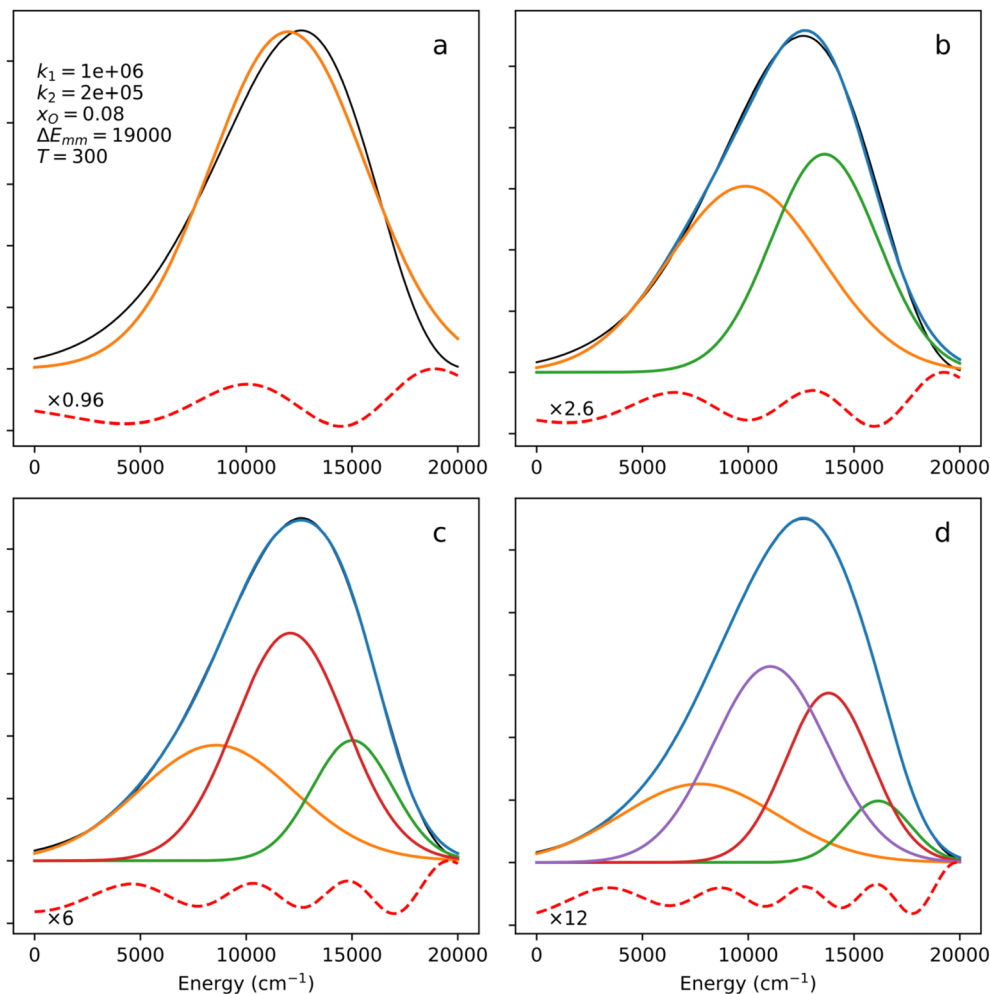 a
k₁ = 1e+06
k₂ = 2e+05
x_O = 0.08
ΔE_mm = 19000
T = 300
×0.96
0 5000 10000 15000 20000
b
×2.6
0 5000 10000 15000 20000
c
×6
0 5000 10000 15000 20000
Energy (cm⁻¹)
d
×12
0 5000 10000 15000 20000
Energy (cm⁻¹)